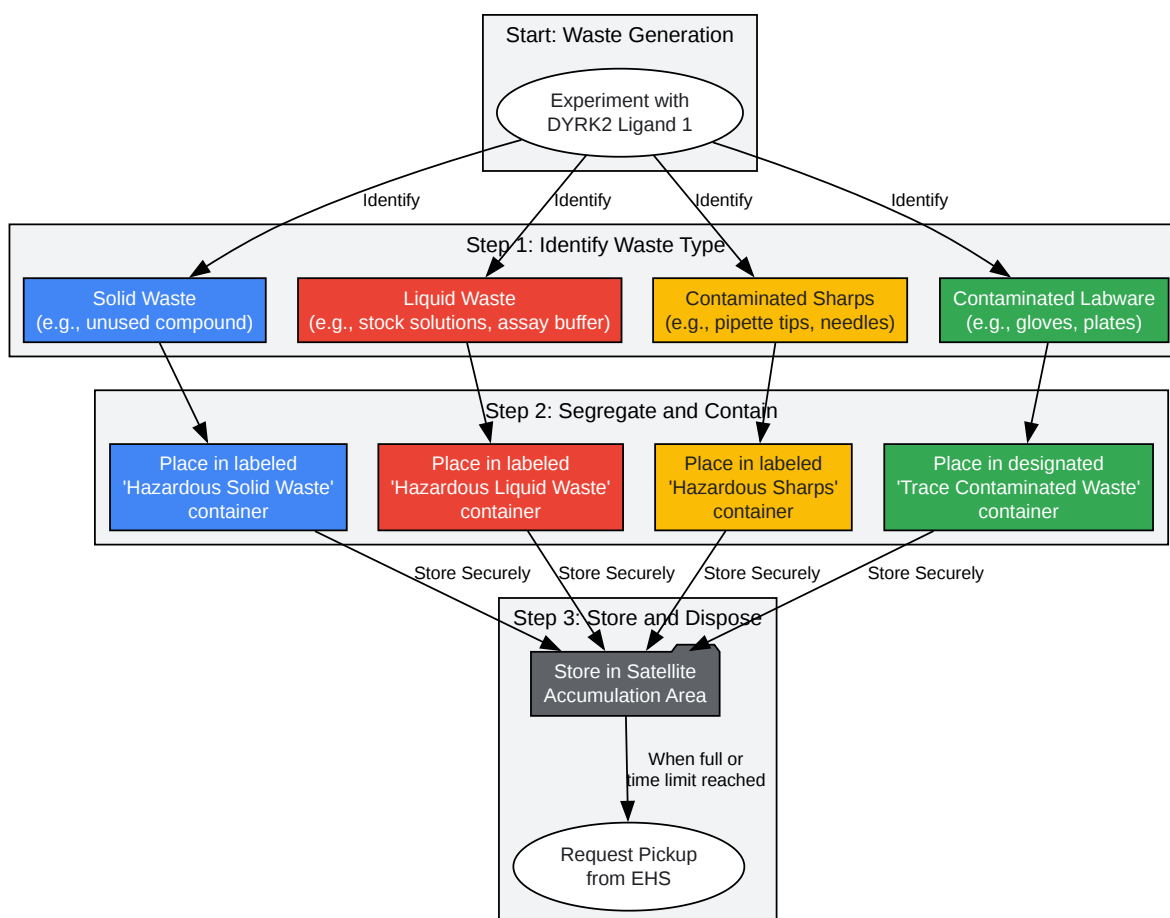 Start: Waste Generation
Experiment with
DYRK2 Ligand 1
Identify
Identify
Identify
Identify
Step 1: Identify Waste Type
Solid Waste
(e.g., unused compound)
Liquid Waste
(e.g., stock solutions, assay buffer)
Contaminated Sharps
(e.g., pipette tips, needles)
Contaminated Labware
(e.g., gloves, plates)
Step 2: Segregate and Contain
Place in labeled
'Hazardous Solid Waste'
container
Place in labeled
'Hazardous Liquid Waste'
container
Place in labeled
'Hazardous Sharps'
container
Place in designated
'Trace Contaminated Waste'
container
Store Securely
Store Securely
Store Securely
Store Securely
Step 3: Store and Dispose
Store in Satellite
Accumulation Area
When full or
time limit reached
Request Pickup
from EHS